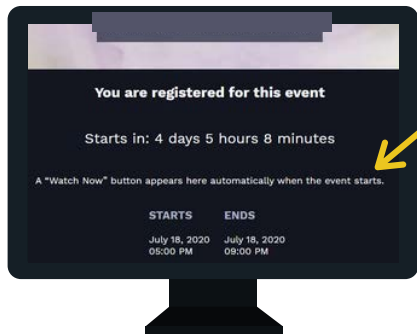 You are registered for this event
Starts in: 4 days 5 hours 8 minutes
A “Watch Now” button appears here automatically when the event starts.
STARTS ENDS
July 18, 2020 July 18, 2020
05:00 PM 09:00 PM